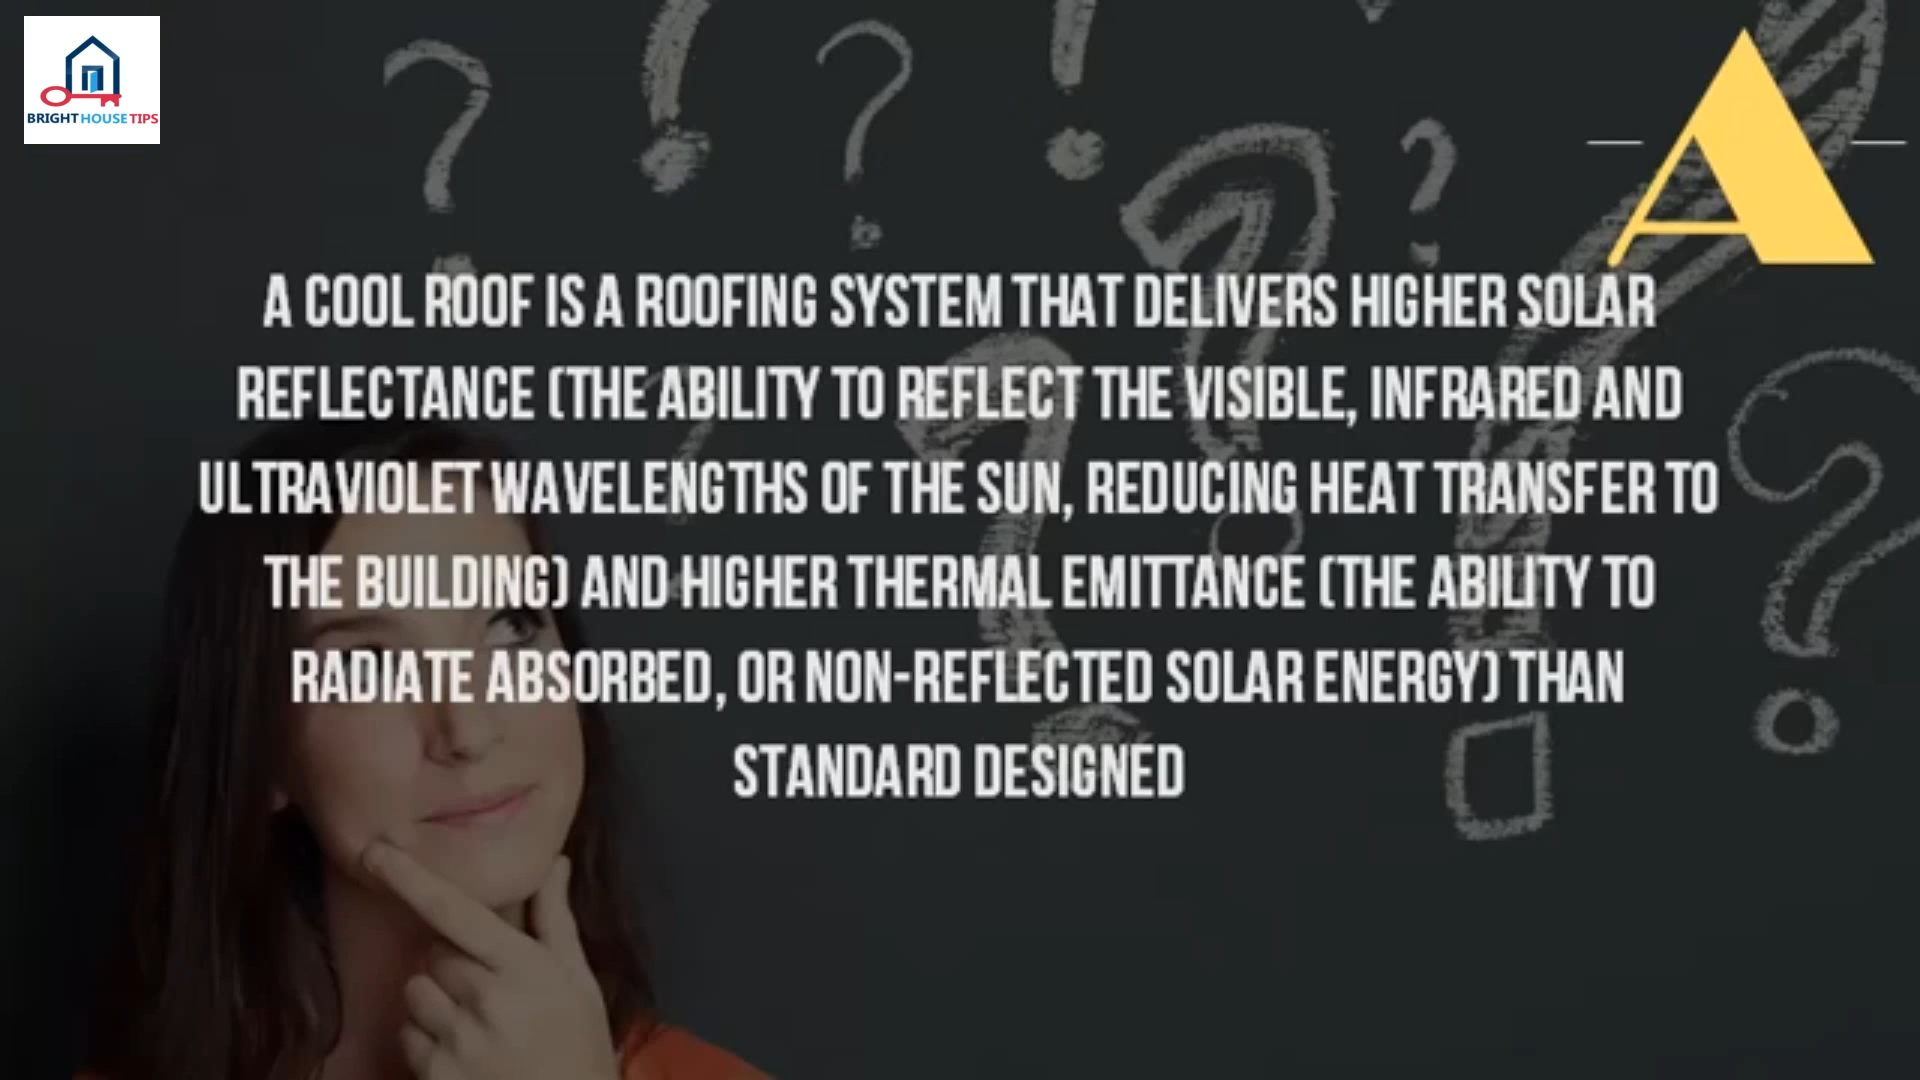 BRIGHT HOUSE TIPS
A
A COOL ROOF IS A ROOFING SYSTEM THAT DELIVERS HIGHER SOLAR
REFLECTANCE (THE ABILITY TO REFLECT THE VISIBLE, INFRARED AND
ULTRAVIOLET WAVELENGTHS OF THE SUN, REDUCING HEAT TRANSFER TO
THE BUILDING) AND HIGHER THERMAL EMITTANCE (THE ABILITY TO
RADIATE ABSORBED, OR NON-REFLECTED SOLAR ENERGY) THAN
STANDARD DESIGNED